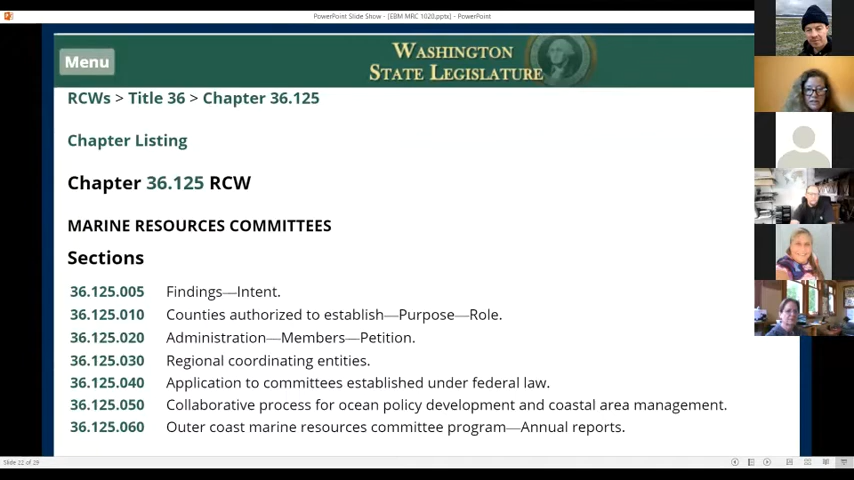 PowerPoint Slide Show - [EBM MRC 1020.pptx] - PowerPoint
Menu
WASHINGTON
STATE LEGISLATURE
RCWs > Title 36 > Chapter 36.125
Chapter Listing
Chapter 36.125 RCW
MARINE RESOURCES COMMITTEES
Sections
36.125.005 Findings—Intent.
36.125.010 Counties authorized to establish—Purpose—Role.
36.125.020 Administration—Members—Petition.
36.125.030 Regional coordinating entities.
36.125.040 Application to committees established under federal law.
36.125.050 Collaborative process for ocean policy development and coastal area management.
36.125.060 Outer coast marine resources committee program—Annual reports.
Slide 22 of 29